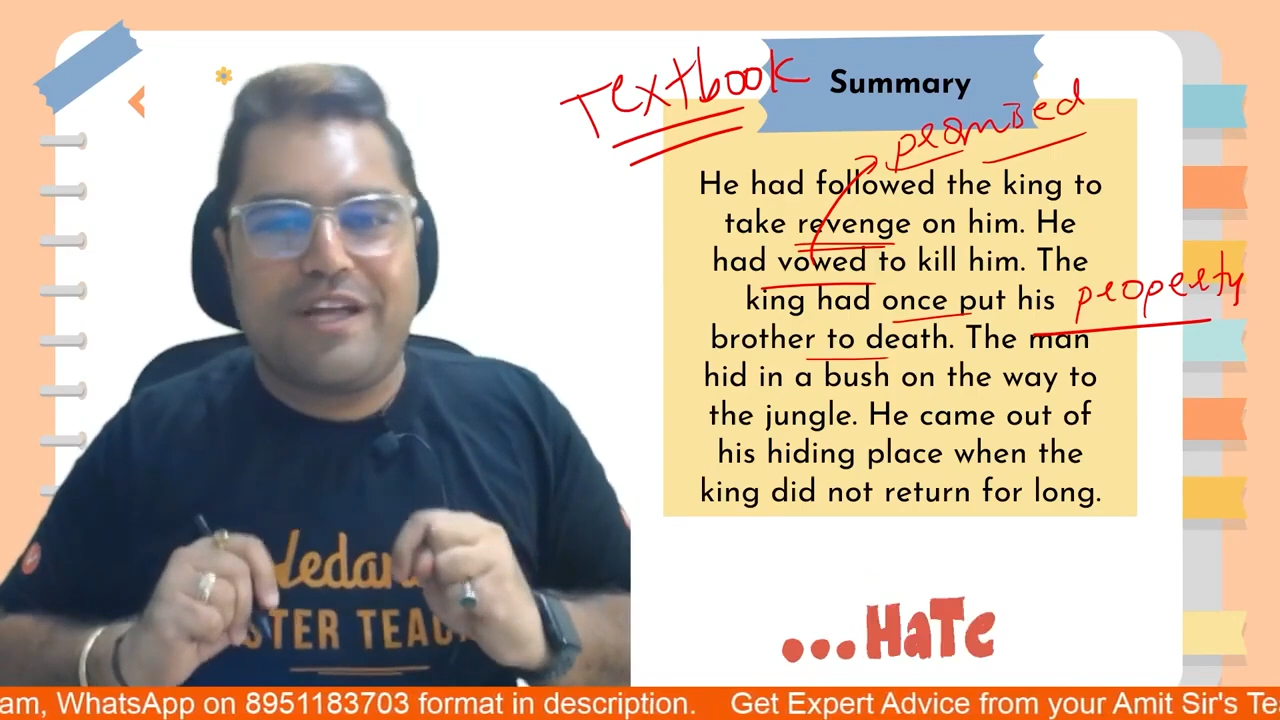 Textbook
Summary
promised
He had followed the king to
take revenge on him. He
had vowed to kill him. The
king had once put his
property
brother to death. The man
hid in a bush on the way to
the jungle. He came out of
his hiding place when the
king did not return for long.
STER TEAC
...HaTe
am, WhatsApp on 8951183703 format in description. Get Expert Advice from your Amit Sir's Te